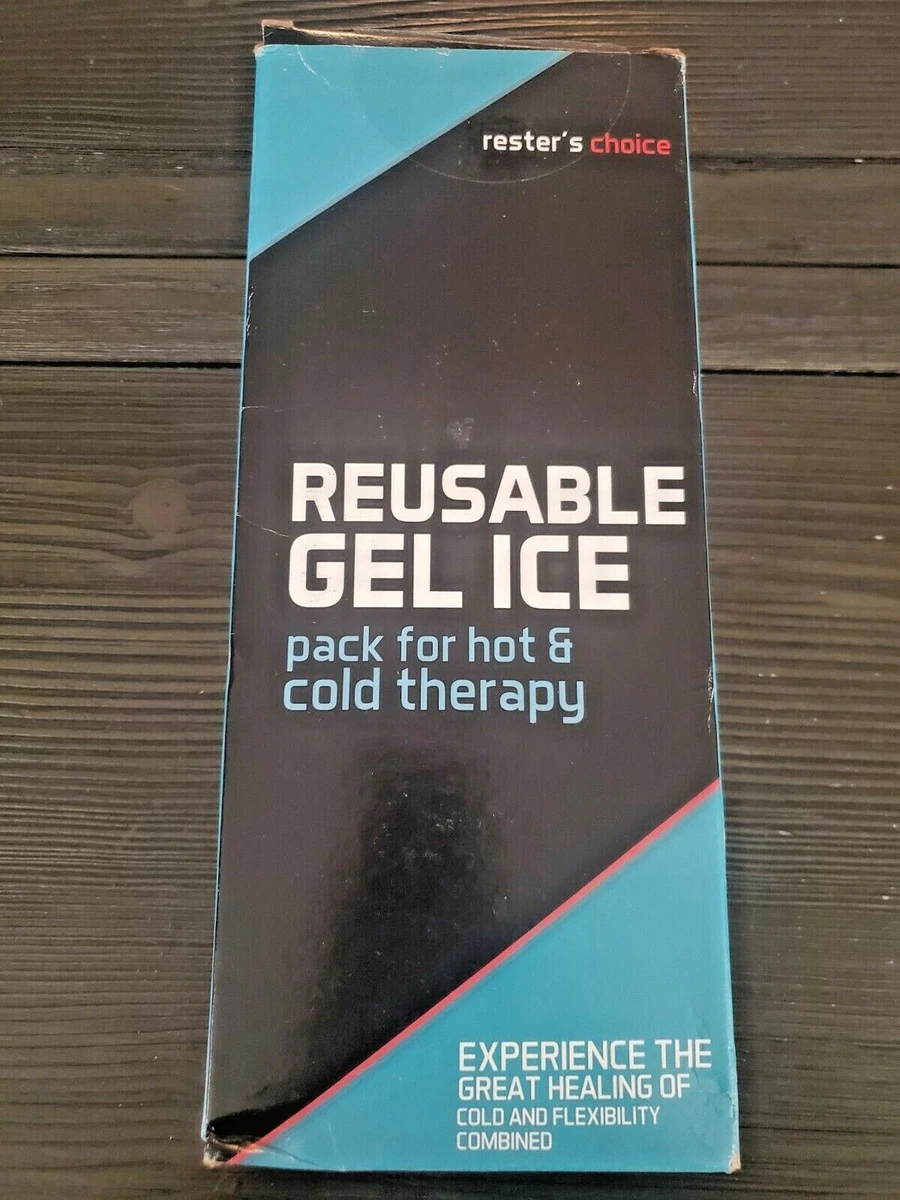 rester's choice
REUSABLE
GEL ICE
pack for hot &
cold therapy
EXPERIENCE THE
GREAT HEALING OF
COLD AND FLEXIBILITY
COMBINED